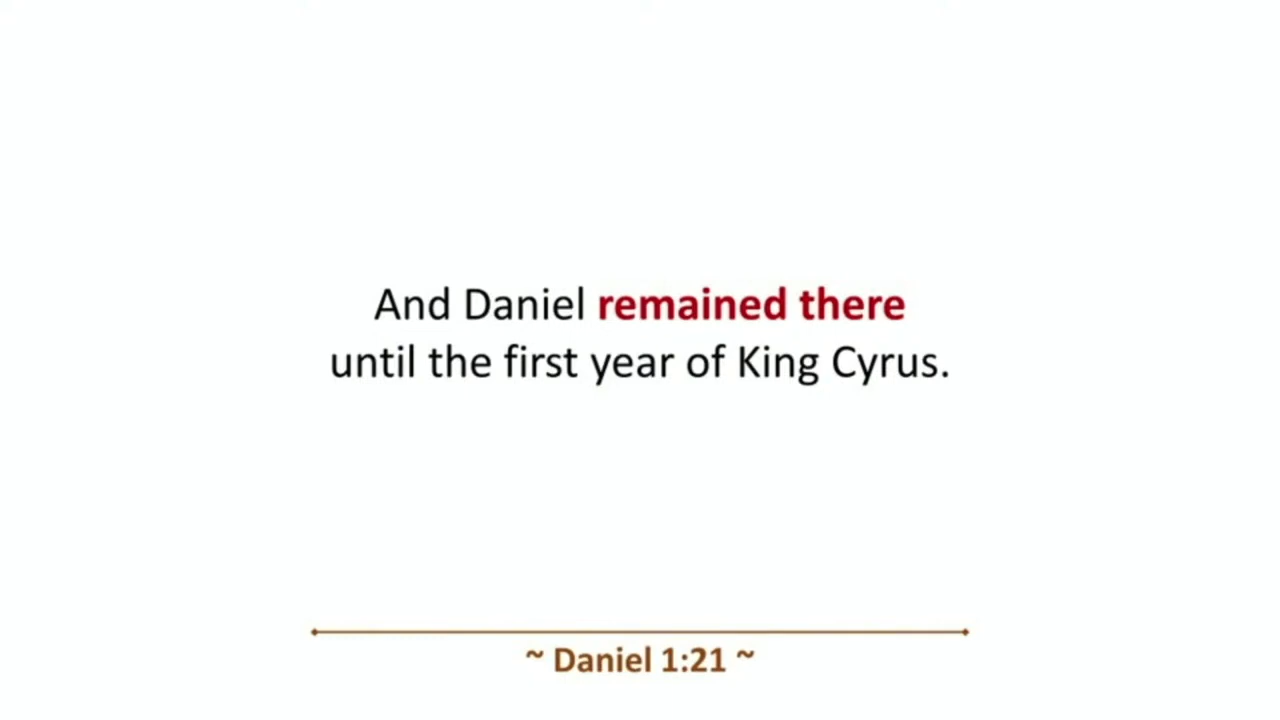 And Daniel remained there
until the first year of King Cyrus.
~ Daniel 1:21 ~